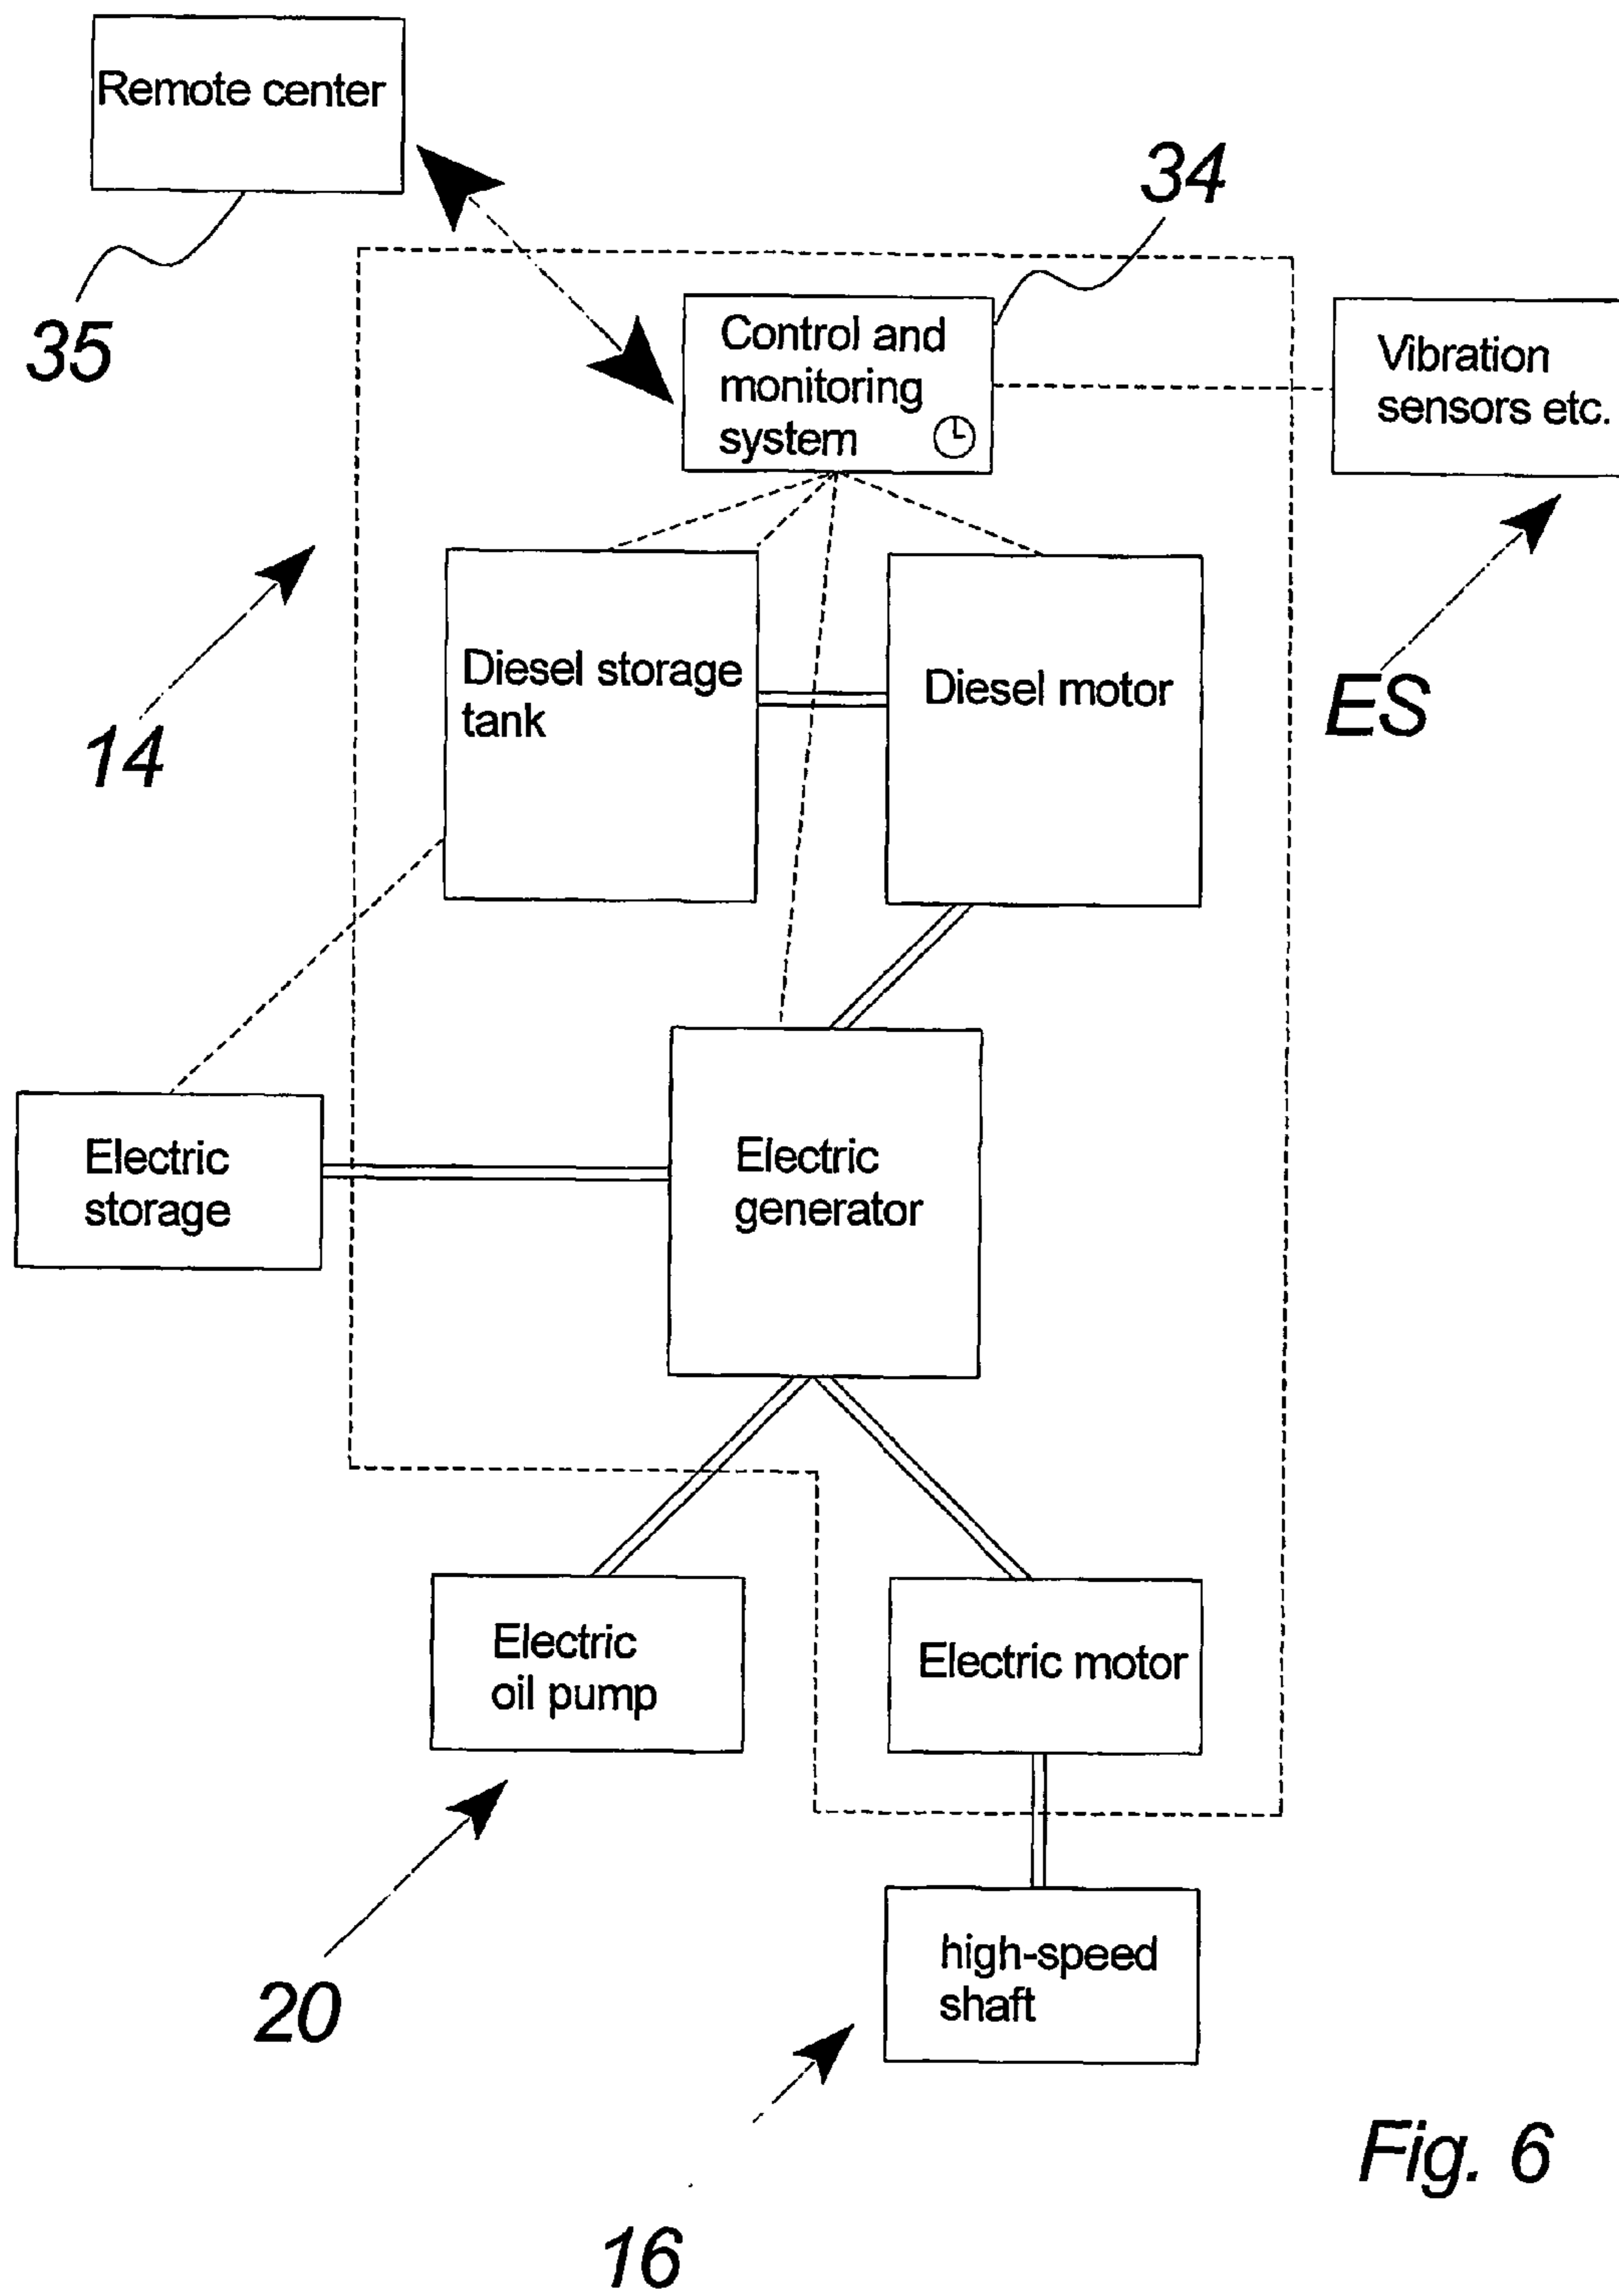 Remote center
34
35
Control and
monitoring
system
Vibration
sensors etc.
14
Diesel storage
tank
Diesel motor
ES
Electric
storage
Electric
generator
Electric
oil pump
Electric motor
20
high-speed
shaft
16
Fig. 6